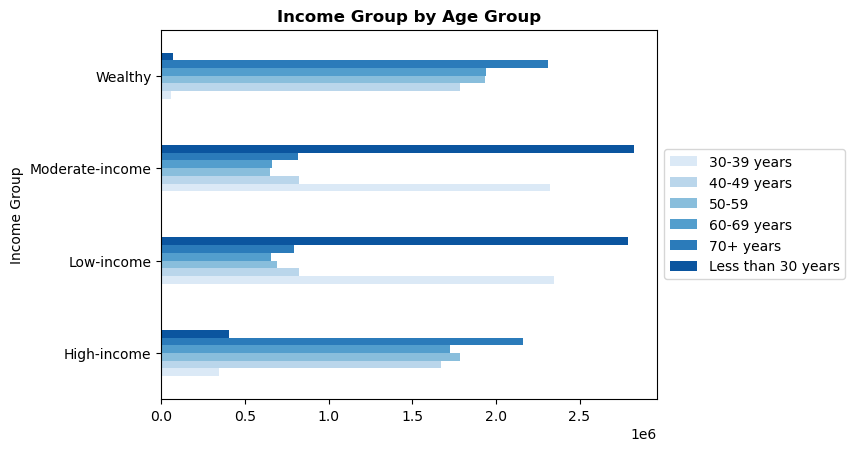 Income Group by Age Group
Income Group
Wealthy
Moderate-income
Low-income
High-income
0.0 0.5 1.0 1.5 2.0 2.5
1e6
30-39 years
40-49 years
50-59
60-69 years
70+ years
Less than 30 years